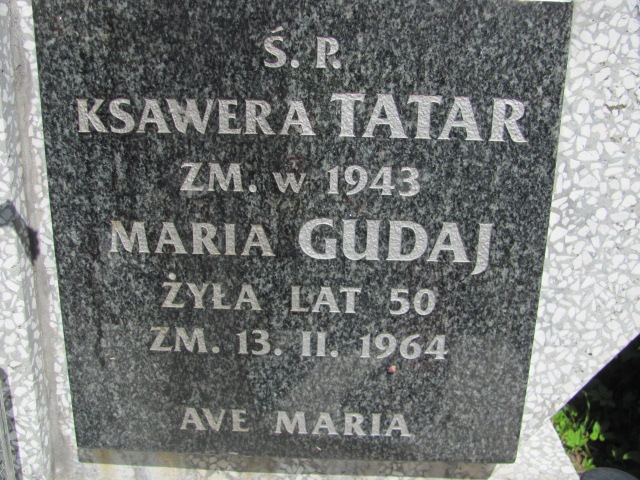 Ś. P.
KSAWERA TATAR
ZM. w 1943
MARIA GUDAJ
ŻYŁA LAT 50
ZM. 13. II. 1964
AVE MARIA